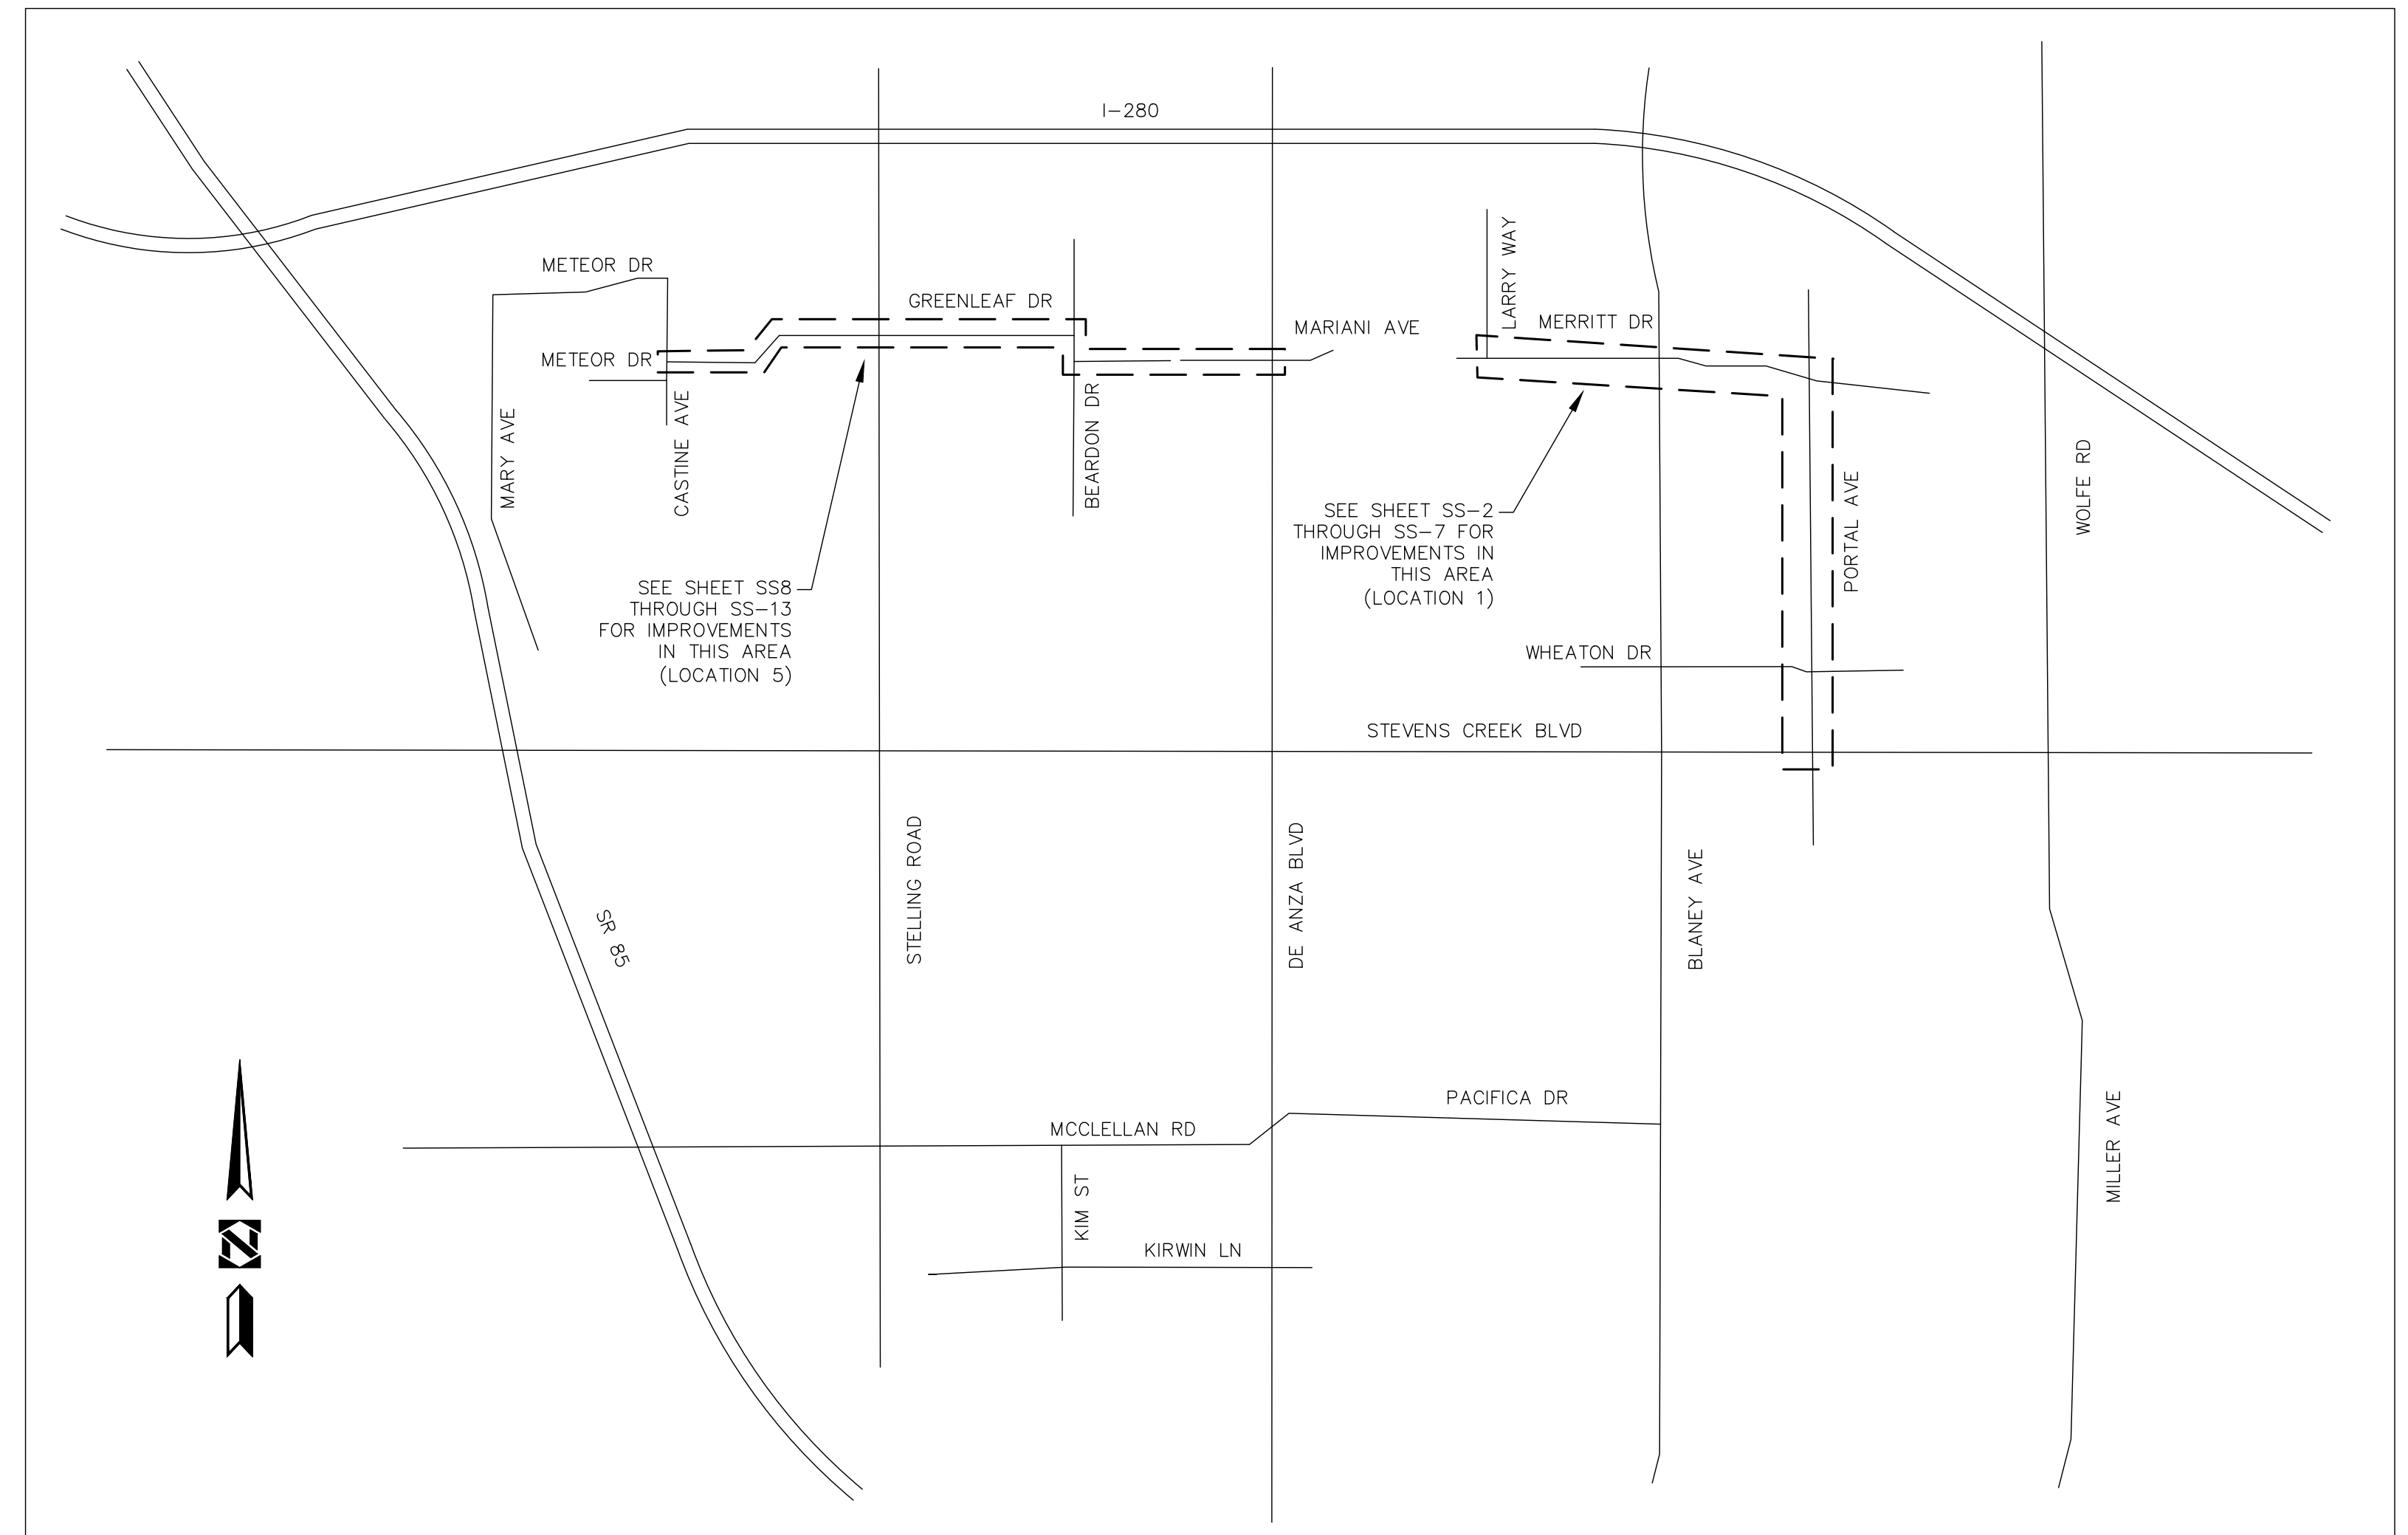 I-280
METEOR DR
GREENLEAF DR
LARRY WAY
MERRITT DR
MARIANI AVE
METEOR DR
MARY AVE
CASTINE AVE
BEARDON DR
WOLFE RD
PORTAL AVE
SEE SHEET SS-2
THROUGH SS-7 FOR
IMPROVEMENTS IN
THIS AREA
(LOCATION 1)
SEE SHEET SS8
THROUGH SS-13
FOR IMPROVEMENTS
IN THIS AREA
(LOCATION 5)
WHEATON DR
STEVENS CREEK BLVD
SR 85
STELLING ROAD
DE ANZA BLVD
BLANEY AVE
PACIFICA DR
MCCLELLAN RD
MILLER AVE
KIM ST
KIRWIN LN
N